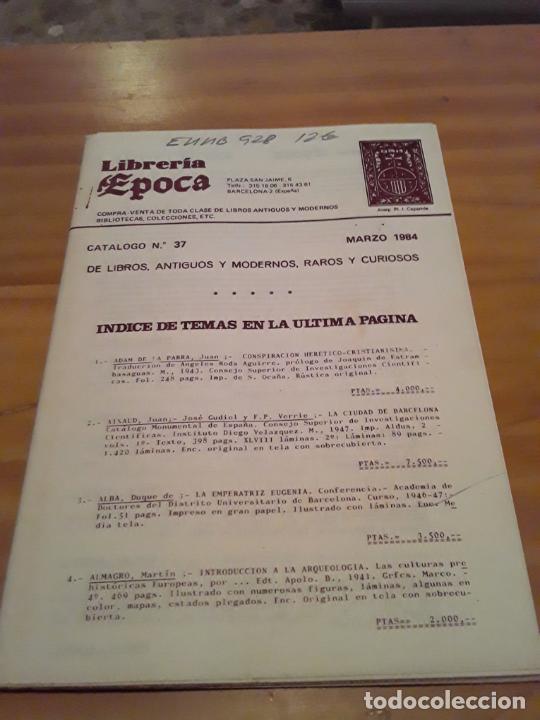 ENNB 928 12€
Librería
Epoca
PLAZA SAN JAIME, 6
Telfn.: 315 18 06 - 316 43 61
BARCELONA-2 (España)
COMPRA-VENTA DE TODA CLASE DE LIBROS ANTIGUOS Y MODERNOS
BIBLIOTECAS, COLECCIONES, ETC.
CATALOGO N.° 37
MARZO 1984
DE LIBROS, ANTIGUOS Y MODERNOS, RAROS Y CURIOSOS
INDICE DE TEMAS EN LA ULTIMA PAGINA
1.- ADAM DE LA PARRA, Juan ;- CONSPIRACION HERETICO-CRISTIANISIMA.
Traduccion de Angeles Roda Aguirre, prólogo de Joaquin de Entram-
basaguas. M., 1943. Consejo Superior de Investigaciones Científi-
cas. Fol. 248 pags. Imp. de S. Ocaña. Rústica original.
PTAS.= 4.000,--
2.- AINAUD, Juan;- José Gudiol y F.P. Verrie ;- LA CIUDAD DE BARCELONA
Catálogo Monumental de España. Consejo Superior de Investigaciones
Científicas. Instituto Diego Velazquez. M., 1947. Imp. Aldus, 2
vols. 1º- Texto, 398 pags. XLVIII láminas. 2º: Láminas: 89 pags. -
1.420 láminas. Enc. original en tela con sobrecubierta.
PTAS.= 7.500,--
3.- ALBA, Duque de ;- LA EMPERATRIZ EUGENIA. Conferencia.- Academia de
Doctores del Distrito Universitario de Barcelona. Curso, 1946-47:-
Fol.51 pags. Impreso en gran papel. Ilustrado con láminas. Enc. Me
dia tela.
PTAS.= 3.500,--
4.- ALMAGRO, Martín ;- INTRODUCCION A LA ARQUEOLOGIA. Las culturas pre
históricas Europeas, por ... Edt. Apolo. B., 1941. Grfcs. Marco. -
4º. 469 pags. Ilustrado con numerosas figuras, láminas, algunas en
color, mapas, estados plegados. Enc. Original en tela con sobrecu-
bierta.
PTAS.= 2.000,--
todocoleccion
todocoleccion.net